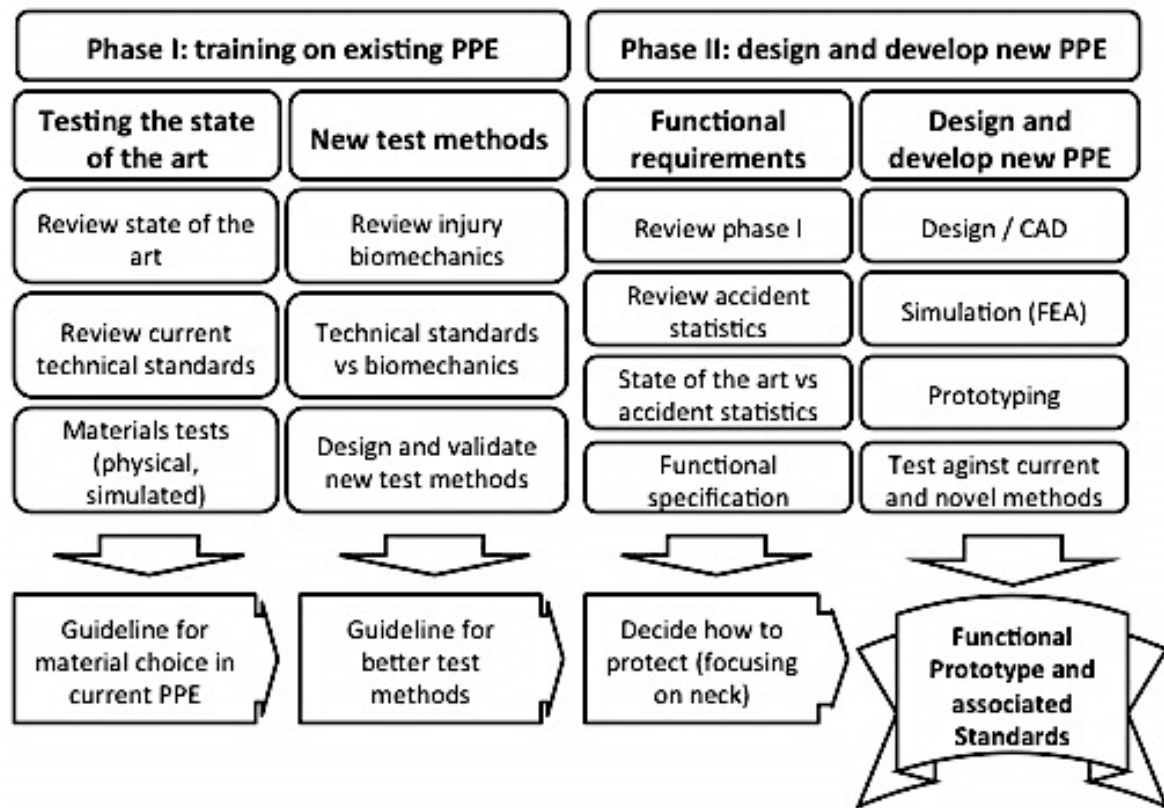 Phase I: training on existing PPE
Phase II: design and develop new PPE
Testing the state
of the art
New test methods
Functional
requirements
Design and
develop new PPE
Review state of the
art
Review injury
biomechanics
Review phase I
Design / CAD
Review current
technical standards
Technical standards
vs biomechanics
Review accident
statistics
Simulation (FEA)
Materials tests
(physical,
simulated)
Design and validate
new test methods
State of the art vs
accident statistics
Prototyping
Functional
specification
Test aginst current
and novel methods
Guideline for
material choice in
current PPE
Guideline for
better test
methods
Decide how to
protect (focusing
on neck)
Functional
Prototype and
associated
Standards